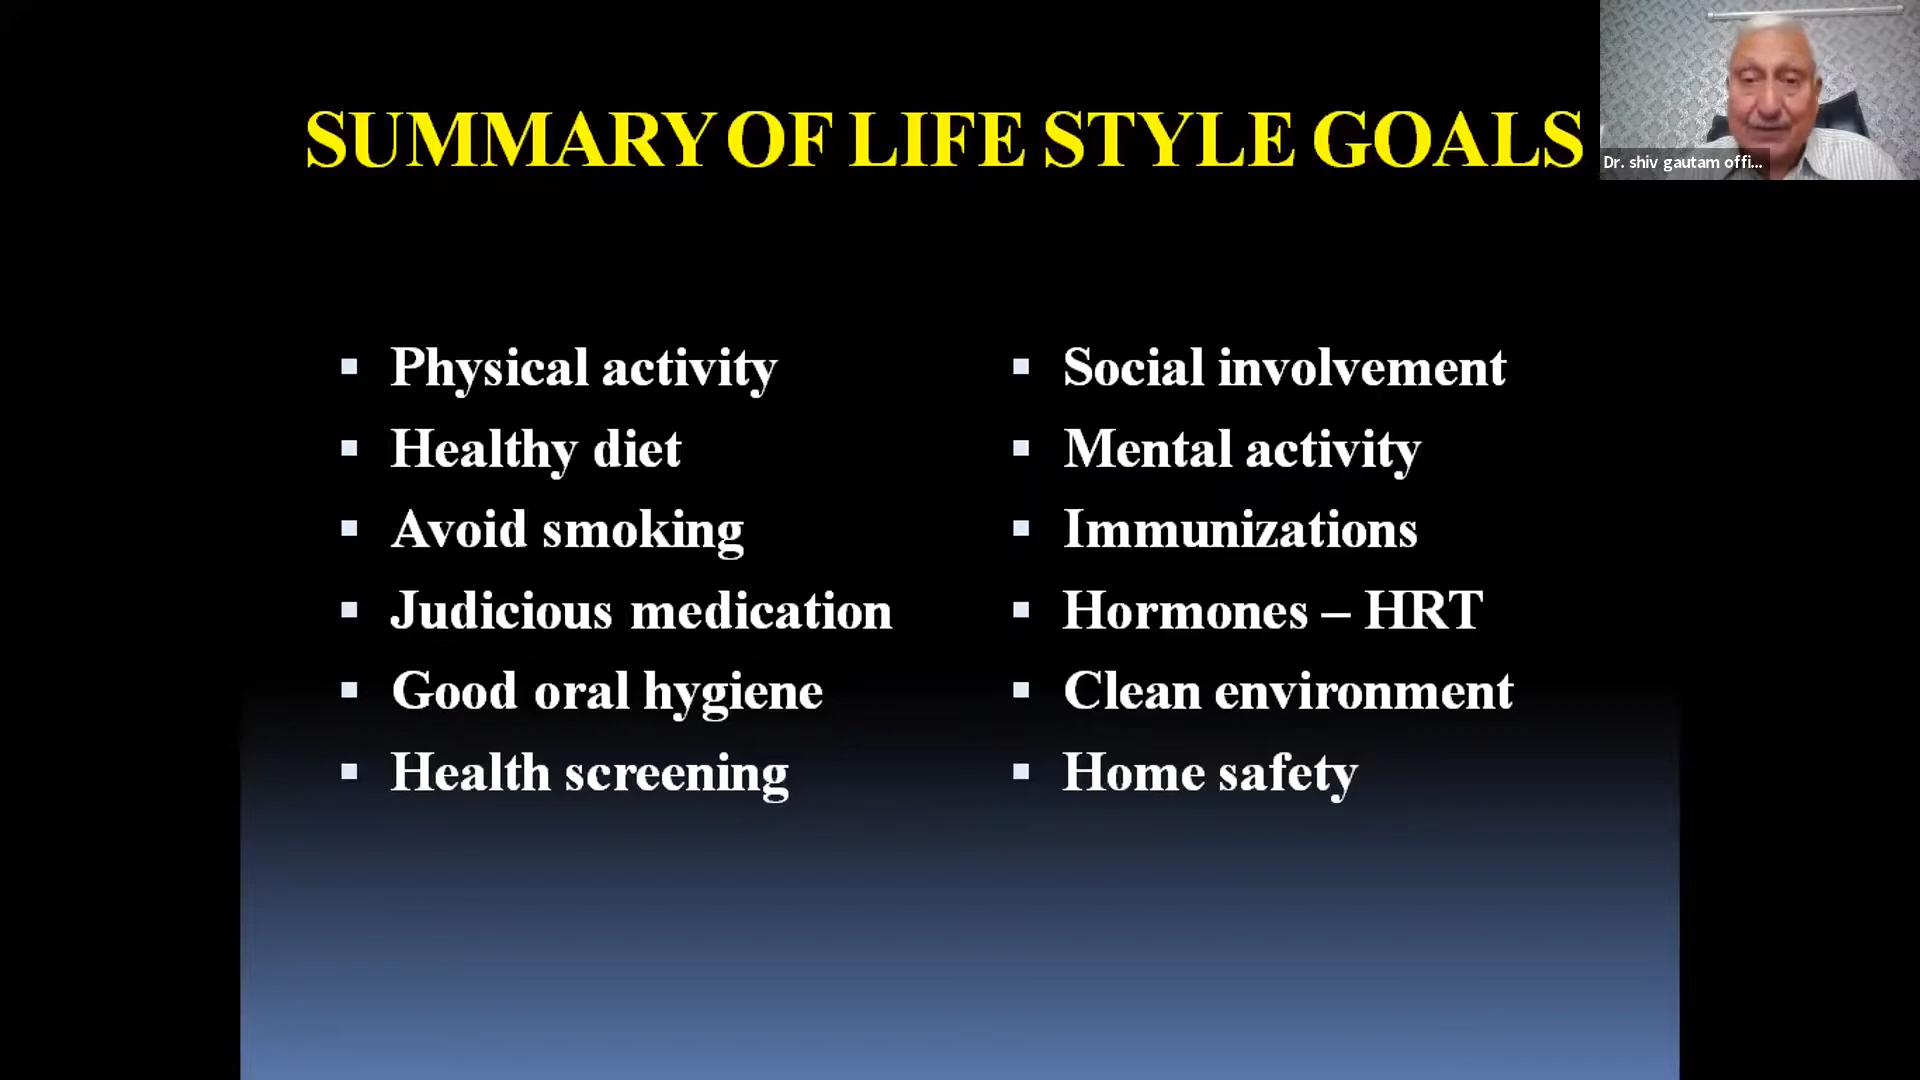 SUMMARY OF LIFE STYLE GOALS
Dr. shiv gautam offi...
▪ Physical activity
▪ Healthy diet
▪ Avoid smoking
▪ Judicious medication
▪ Good oral hygiene
▪ Health screening
▪ Social involvement
▪ Mental activity
▪ Immunizations
▪ Hormones – HRT
▪ Clean environment
▪ Home safety